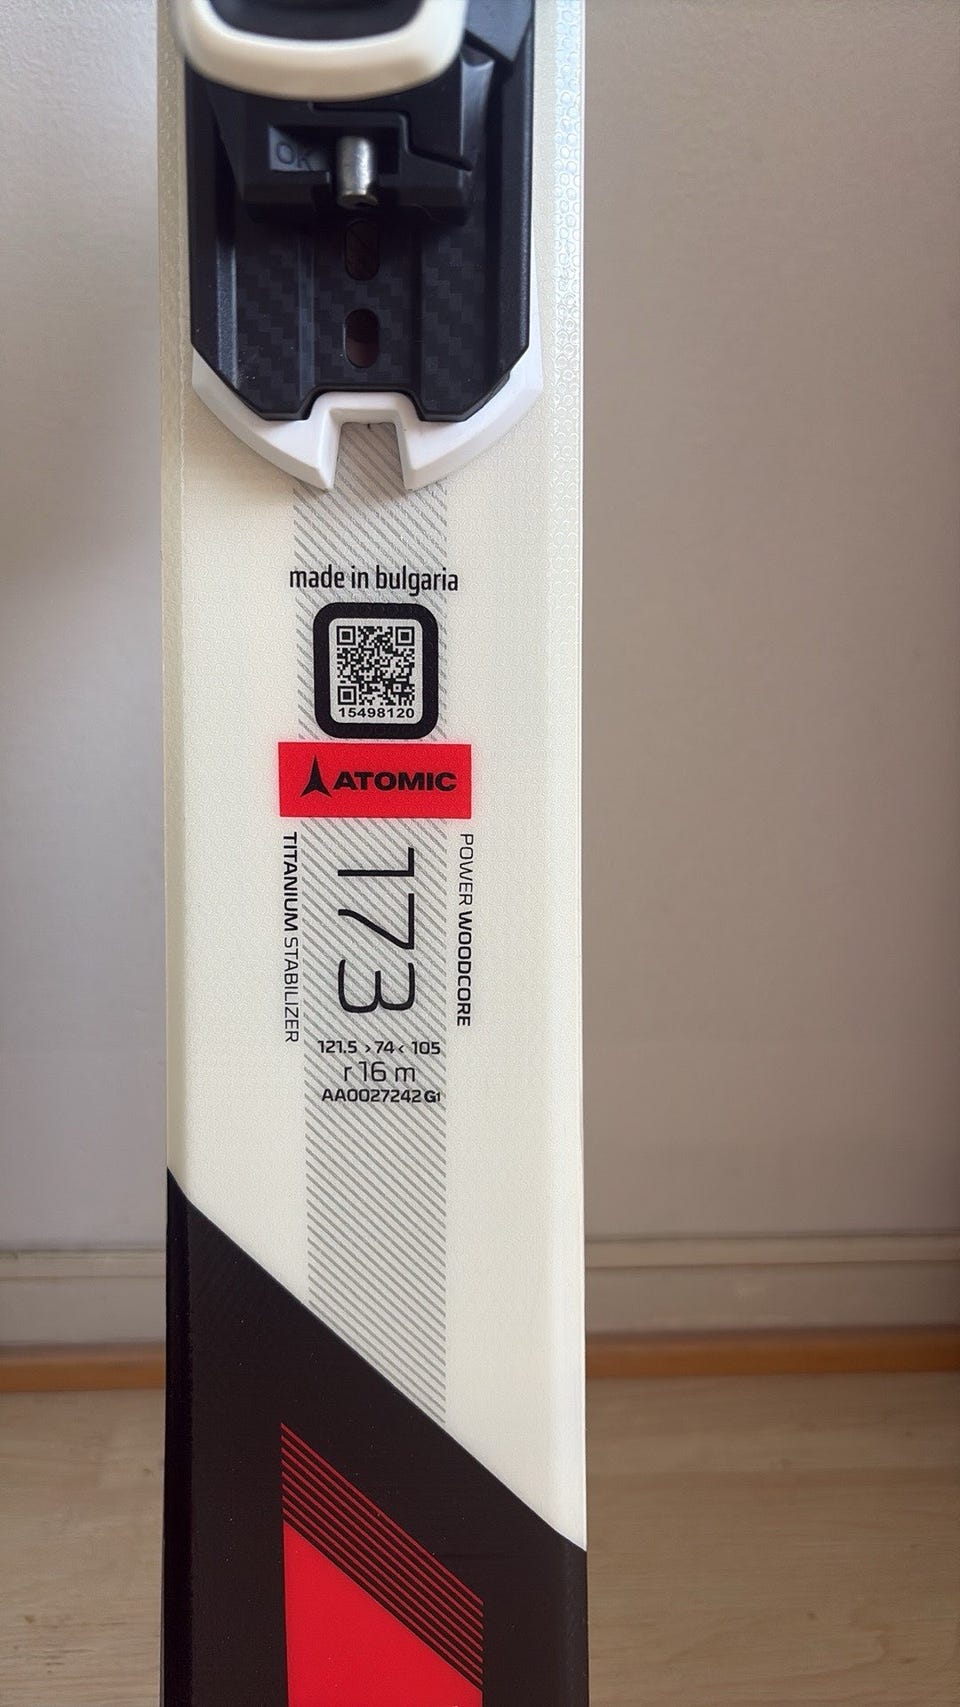 OK
made in bulgaria
15498120
ATOMIC
TITANIUM STABILIZER
173
POWER WOODCORE
121.5 >74< 105
r 16 m
AA0027242 G1